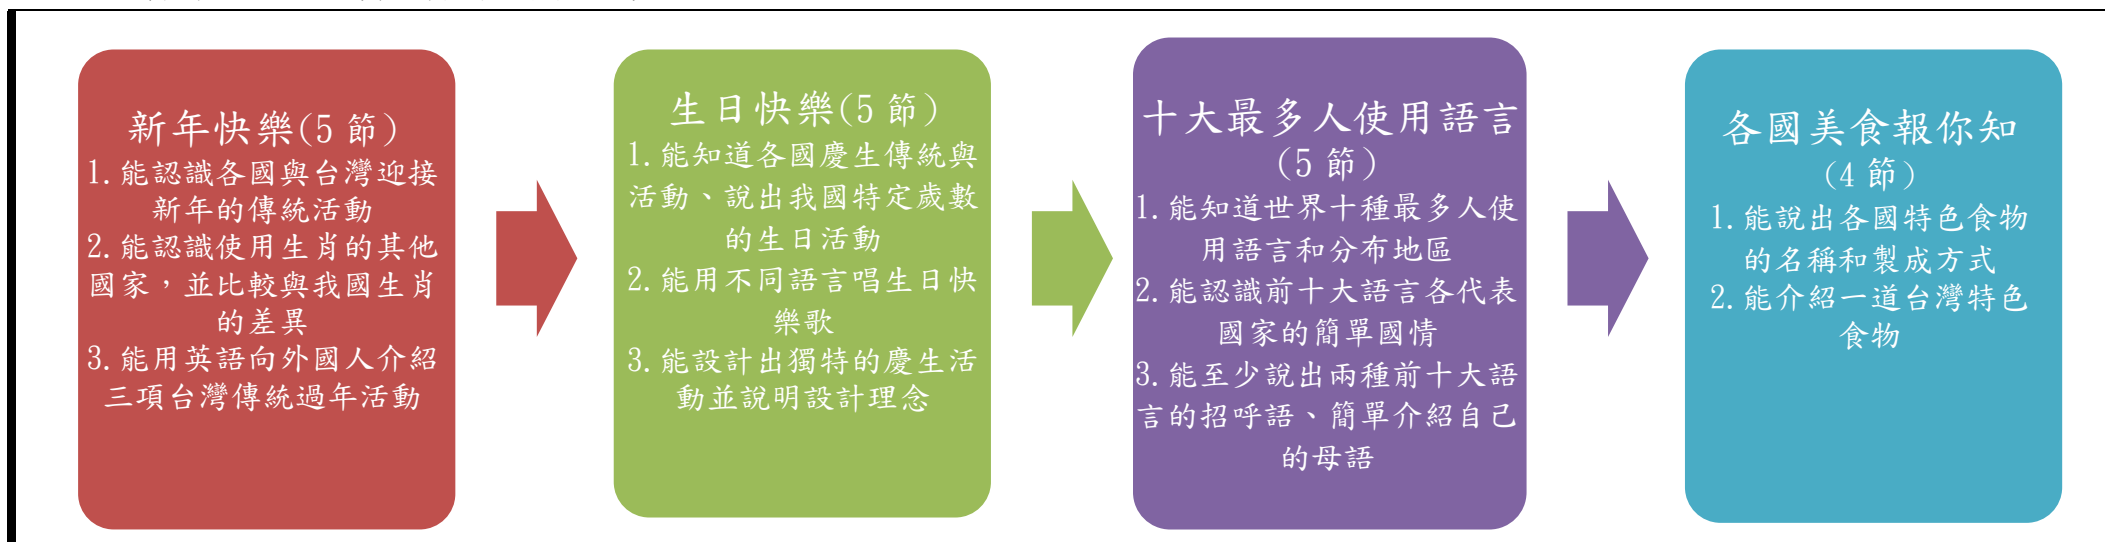 新年快樂(5 節)
1.能認識各國與台灣迎接
新年的傳統活動
2.能認識使用生肖的其他
國家，並比較與我國生肖
的差異
3.能用英語向外國人介紹
三項台灣傳統過年活動
生日快樂(5 節)
1.能知道各國慶生傳統與
活動、說出我國特定歲數
的生日活動
2.能用不同語言唱生日快
樂歌
3.能設計出獨特的慶生活
動並說明設計理念
十大最多人使用語言
(5 節)
1.能知道世界十種最多人使
用語言和分布地區
2.能認識前十大語言各代表
國家的簡單國情
3.能至少說出兩種前十大語
言的招呼語、簡單介紹自己
的母語
各國美食報你知
(4 節)
1.能說出各國特色食物
的名稱和製成方式
2.能介紹一道台灣特色
食物